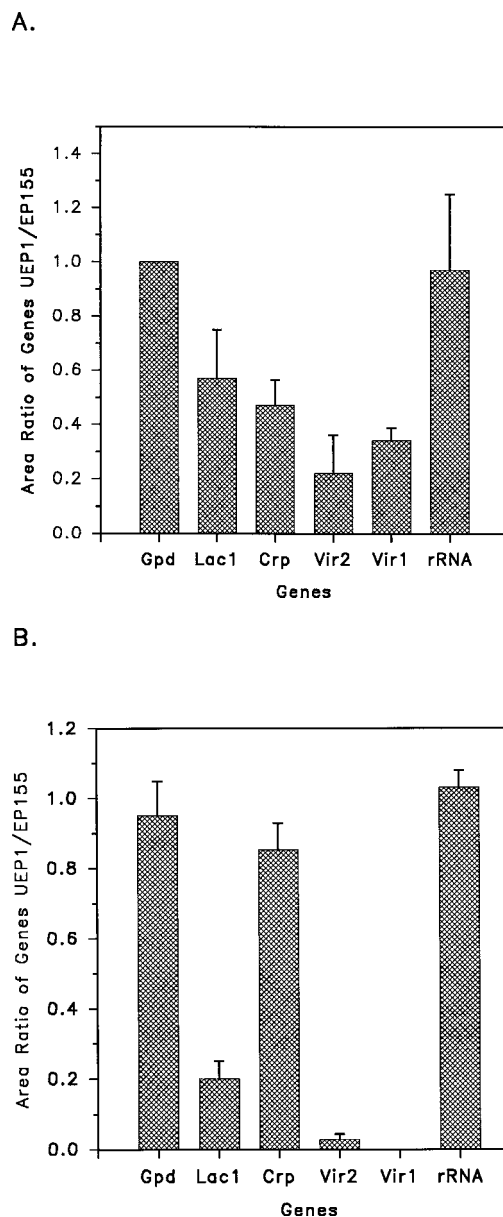 A.
Area Ratio of Genes UEP1/EP155
1.4
1.2
1.0
0.8
0.6
0.4
0.2
0.0
Gpd Lac1 Crp Vir2 Vir1 rRNA
Genes
B.
Area Ratio of Genes UEP1/EP155
1.2
1.0
0.8
0.6
0.4
0.2
0.0
Gpd Lac1 Crp Vir2 Vir1 rRNA
Genes